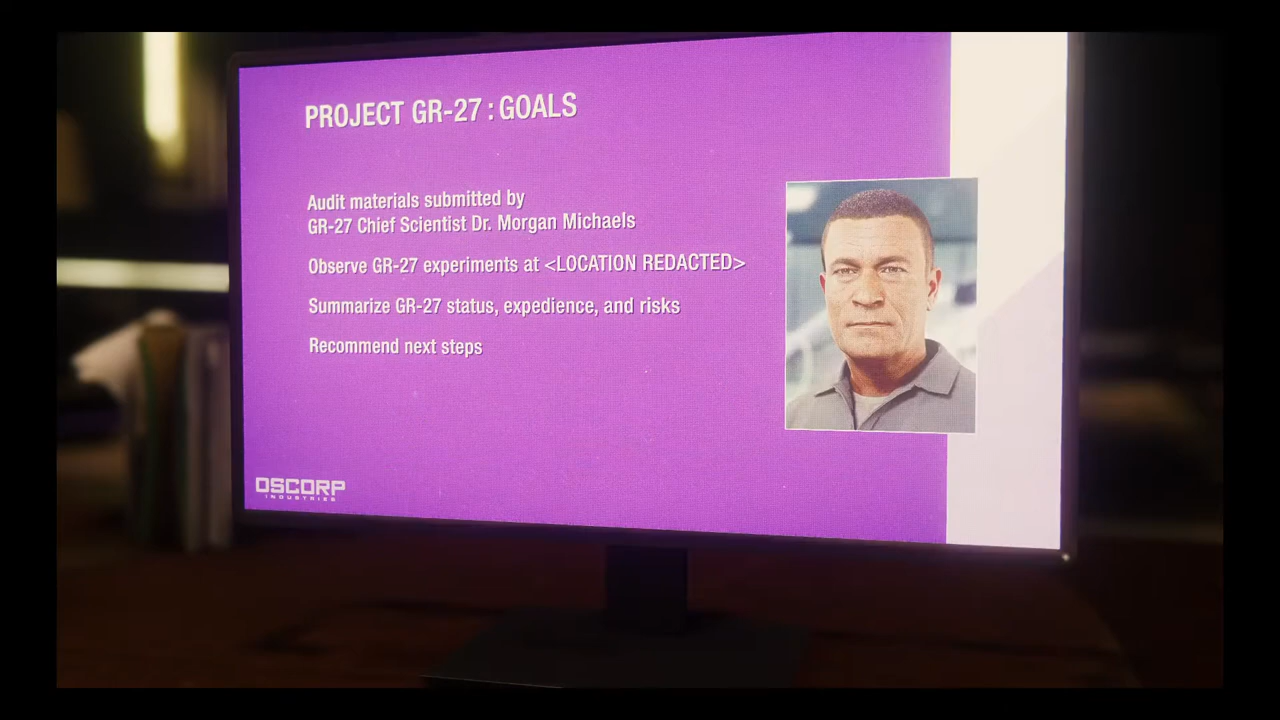 PROJECT GR-27 : GOALS
Audit materials submitted by
GR-27 Chief Scientist Dr. Morgan Michaels
Observe GR-27 experiments at <LOCATION REDACTED>
Summarize GR-27 status, expedience, and risks
Recommend next steps
OSCORP
INDUSTRIES